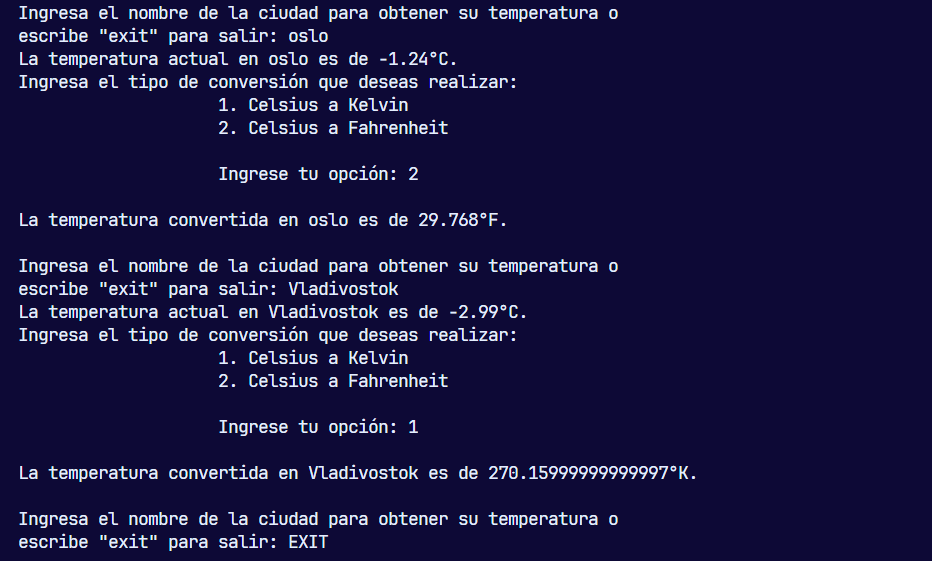 Ingresa el nombre de la ciudad para obtener su temperatura o
escribe "exit" para salir: oslo
La temperatura actual en oslo es de -1.24°C.
Ingresa el tipo de conversión que deseas realizar:
1. Celsius a Kelvin
2. Celsius a Fahrenheit
Ingrese tu opción: 2
La temperatura convertida en oslo es de 29.768°F.
Ingresa el nombre de la ciudad para obtener su temperatura o
escribe "exit" para salir: Vladivostok
La temperatura actual en Vladivostok es de -2.99°C.
Ingresa el tipo de conversión que deseas realizar:
1. Celsius a Kelvin
2. Celsius a Fahrenheit
Ingrese tu opción: 1
La temperatura convertida en Vladivostok es de 270.15999999999997°K.
Ingresa el nombre de la ciudad para obtener su temperatura o
escribe "exit" para salir: EXIT